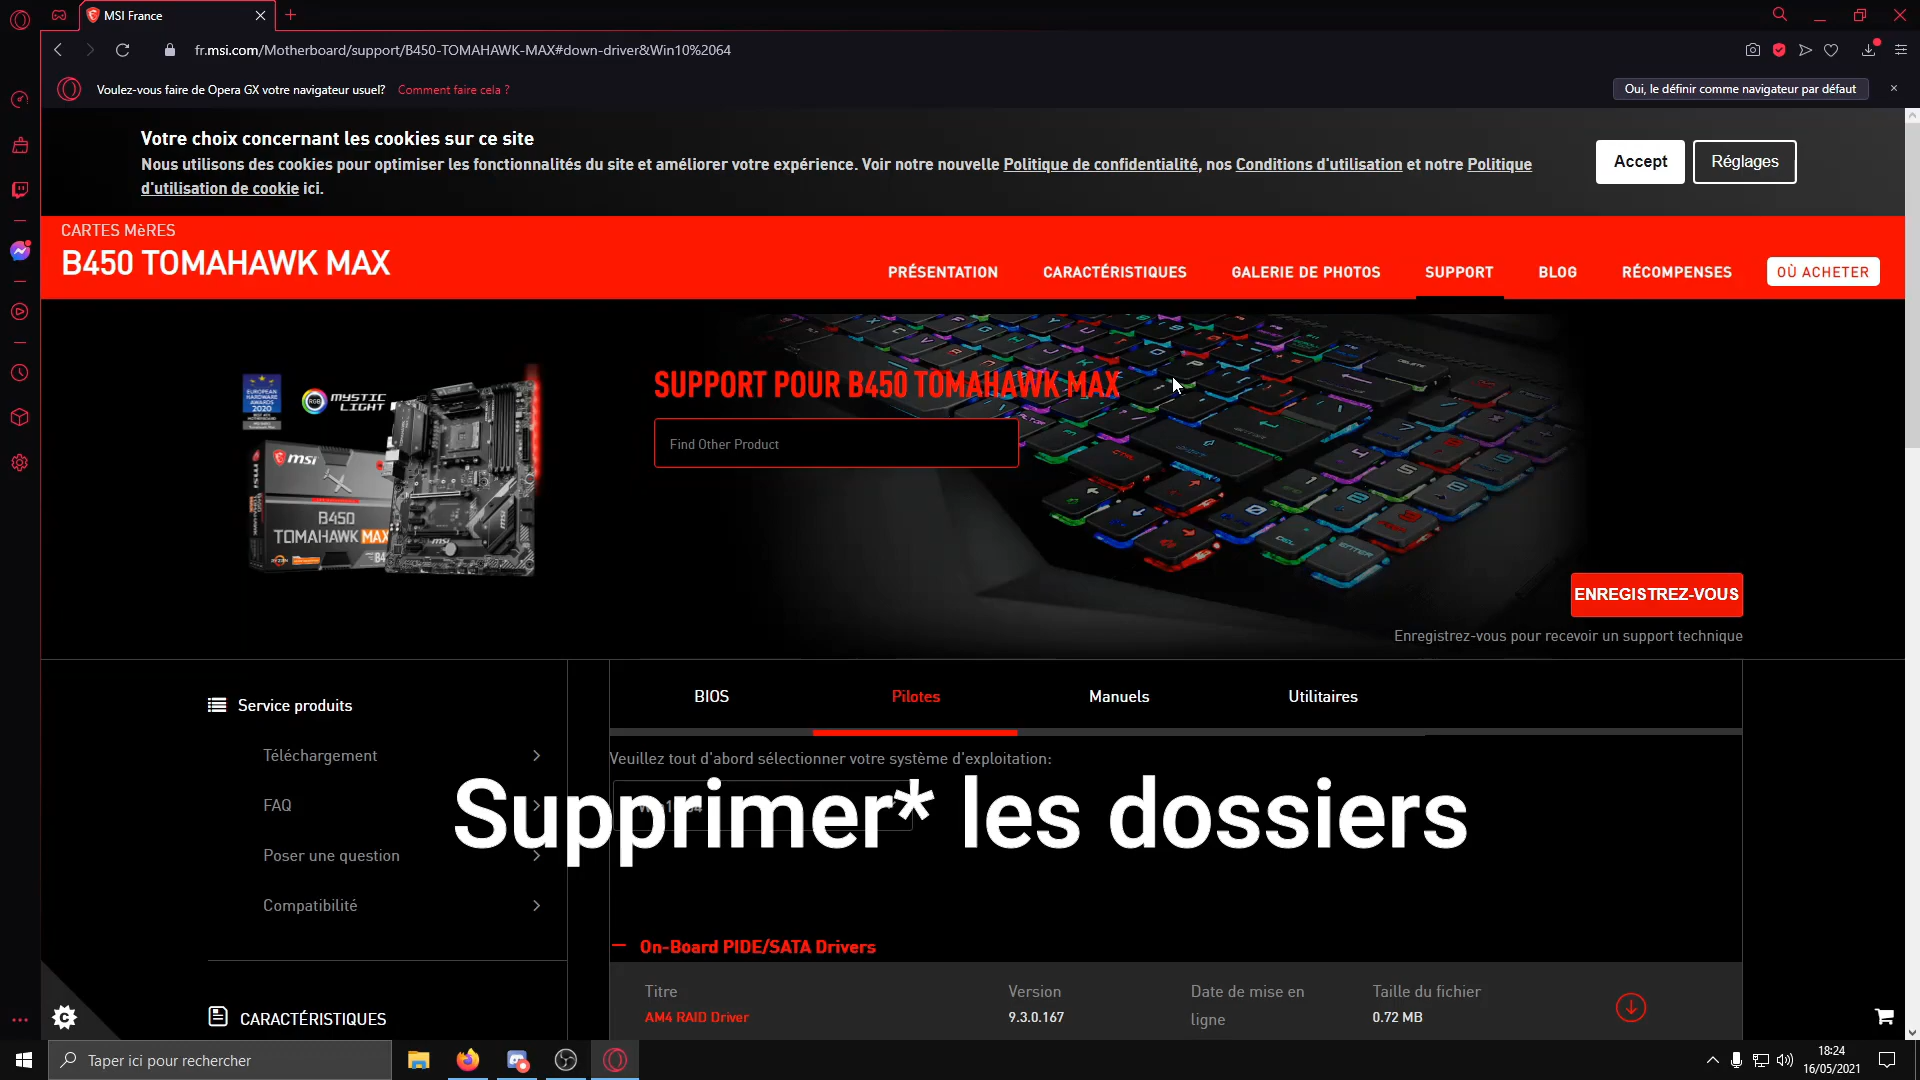 MSI France
fr.msi.com/Motherboard/support/B450-TOMAHAWK-MAX#down-driver&Win10%2064
Voulez-vous faire de Opera GX votre navigateur usuel? Comment faire cela ?
Oui, le définir comme navigateur par défaut
Votre choix concernant les cookies sur ce site
Nous utilisons des cookies pour optimiser les fonctionnalités du site et améliorer votre expérience. Voir notre nouvelle Politique de confidentialité, nos Conditions d'utilisation et notre Politique
d'utilisation de cookie ici.
Accept
Réglages
CARTES MèRES
B450 TOMAHAWK MAX
PRÉSENTATION
CARACTÉRISTIQUES
GALERIE DE PHOTOS
SUPPORT
BLOG
RÉCOMPENSES
OÙ ACHETER
EUROPEAN
HARDWARE
AWARDS
2020
RGB
MYSTIC
LIGHT
msi
B450
TOMAHAWK MAX
SUPPORT POUR B450 TOMAHAWK MAX
Find Other Product
ENREGISTREZ-VOUS
Enregistrez-vous pour recevoir un support technique
Service produits
Téléchargement
FAQ
Poser une question
Compatibilité
CARACTÉRISTIQUES
BIOS
Pilotes
Manuels
Utilitaires
Veuillez tout d'abord sélectionner votre système d'exploitation:
Supprimer* les dossiers
On-Board PIDE/SATA Drivers
Titre
AM4 RAID Driver
Version
9.3.0.167
Date de mise en
ligne
Taille du fichier
0.72 MB
Taper ici pour rechercher
18:24
16/05/2021